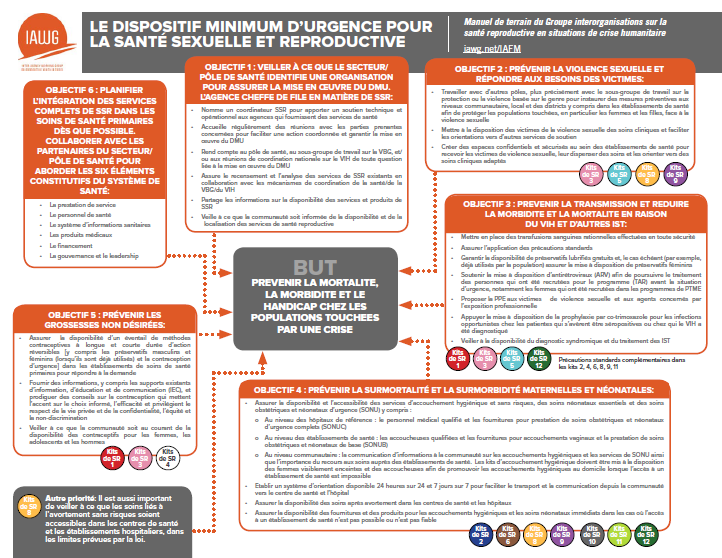 IAWG
LE DISPOSITIF MINIMUM D'URGENCE POUR
LA SANTÉ SEXUELLE ET REPRODUCTIVE
Manuel de terrain du Groupe interorganisations sur la
santé reproductive en situations de crise humanitaire
iawg.net/IAFM
OBJECTIF 6 : PLANIFIER
L'INTÉGRATION DES SERVICES
COMPLETS DE SSR DANS LES
SOINS DE SANTÉ PRIMAIRES
DÈS QUE POSSIBLE.
COLLABORER AVEC LES
PARTENAIRES DU SECTEUR/
PÔLE DE SANTÉ POUR
ABORDER LES SIX ÉLÉMENTS
CONSTITUTIFS DU SYSTÈME DE
SANTÉ:
• La prestation de service
• Le personnel de santé
• Le système d'informations sanitaires
• Les produits médicaux
• Le financement
• La gouvernance et le leadership
OBJECTIF 1 : VEILLER À CE QUE LE SECTEUR/
PÔLE DE SANTÉ IDENTIFIE UNE ORGANISATION
POUR ASSURER LA MISE EN ŒUVRE DU DMU.
L'AGENCE CHEFFE DE FILE EN MATIÈRE DE SSR:
• Nomme un coordinateur SSR pour apporter un soutien technique et
opérationnel aux agences qui fournissent des services de santé
• Accueille régulièrement des réunions avec les parties prenantes
concernées pour faciliter une action coordonnée et garantir la mise en
œuvre du DMU
• Rend compte au pôle de santé, au sous-groupe de travail sur le VBG, et/
ou aux réunions de coordination nationale sur le VIH de toute question
liée à la mise en œuvre du DMU
• Assure le recensement et l'analyse des services de SSR existants en
collaboration avec les mécanismes de coordination de la santé/de la
VBG/du VIH
• Partage les informations sur la disponibilité des services et produits de
SSR
• Veille à ce que la communauté soit informée de la disponibilité et de la
localisation des services de santé reproductive
OBJECTIF 2 : PRÉVENIR LA VIOLENCE SEXUELLE ET
RÉPONDRE AUX BESOINS DES VICTIMES:
• Travailler avec d'autres pôles, plus précisément avec le sous-groupe de travail sur la
protection ou la violence basée sur le genre pour instaurer des mesures préventives aux
niveaux communautaire, local et des districts y compris dans les établissements de santé
afin de protéger les populations touchées, en particulier les femmes et les filles, face à la
violence sexuelle
• Mettre à la disposition des victimes de la violence sexuelle des soins cliniques et faciliter
les orientations vers d'autres services de soutien
• Créer des espaces confidentiels et sécurisés au sein des établissements de santé pour
recevoir les victimes de violence sexuelle, leur dispenser des soins et les orienter vers des
soins cliniques adaptés
Kits de SR 3
Kits de SR
Kits de SR 8
Kits de SR 9
OBJECTIF 3 : PREVENIR LA TRANSMISSION ET REDUIRE
LA MORBIDITE ET LA MORTALITE EN RAISON
DU VIH ET D'AUTRES IST:
• Mettre en place des transfusions sanguines rationnelles effectuées en toute sécurité
• Assurer l'application des précautions standards
• Garantir la disponibilité de préservatifs lubrifiés gratuits et, le cas échéant (par exemple,
déjà utilisés par le population) assurer la mise à disposition de préservatifs féminins
• Soutenir la mise à disposition d'antirétroviraux (ARV) afin de poursuivre le traitement
des personnes qui ont été recrutées pour le programme (TAR) avant la situation
d'urgence, notamment les femmes qui ont été recrutées dans les programmes de PTME
• Proposer la PPE aux victimes de violence sexuelle et aux agents concernés par
l'exposition professionnelle
• Appuyer la mise à disposition de la prophylaxie par co-trimoxazole pour les infections
opportunistes chez les patientes qui s'avèrent être séropositives ou chez qui le VIH a
été diagnostiqué
• Veiller à la disponibilité du diagnostic syndromique et du traitement des IST
Kits de SR 1
Kits de SR 3
Kits de SR 5
Kits de SR 12
Précautions standards complémentaires dans
les kits 2, 4, 6, 8, 9, 11
BUT
PREVENIR LA MORTALITE,
LA MORBIDITE ET LE
HANDICAP CHEZ LES
POPULATIONS TOUCHEES
PAR UNE CRISE
OBJECTIF 5 : PRÉVENIR LES
GROSSESSES NON DÉSIRÉES:
• Assurer la disponibilité d'un éventail de méthodes
contraceptives à longue et courte durée d'action
réversibles [y compris les préservatifs masculins et
féminins (lorsqu'ils sont déjà utilisés) et la contraception
d'urgence] dans les établissements de soins de santé
primaires pour répondre à la demande
• Fournir des informations, y compris les supports existants
d'information, d'éducation et de communication (IEC), et
prodiguer des conseils sur la contraception qui mettent
l'accent sur le choix informé, l'efficacité et privilégient le
respect de la vie privée et de la confidentialité, l'équité et
la non-discrimination
• Veiller à ce que la communauté soit au courant de la
disponibilité des contraceptifs pour les femmes, les
adolescents et les hommes
Kits de SR 1
Kits de SR 3
Kits de SR 4
OBJECTIF 4 : PRÉVENIR LA SURMORTALITÉ ET LA SURMORBIDITÉ MATERNELLES ET NÉONATALES:
• Assurer la disponibilité et l'accessibilité des services d'accouchement hygiénique et sans risques, des soins néonataux essentiels et des soins
obstétriques et néonataux d'urgence (SONU) y compris :
o Au niveau des hôpitaux de référence : le personnel médical qualifié et les fournitures pour prestation de soins obstétriques et néonataux
d'urgence complets (SONUC)
o Au niveau des établissements de santé : les accoucheuses qualifiées et les fournitures pour accouchements vaginaux et la prestation de soins
obstétriques et néonataux de base (SONUB)
o Au niveau communautaire : la communication d'informations à la communauté sur les accouchements hygiéniques et les services de SONU ainsi
que l'importance du recours aux soins auprès des établissements de santé. Les kits d'accouchement hygiénique doivent être mis à la disposition
des femmes visiblement enceintes et des accoucheuses afin de promouvoir les accouchements hygiéniques au domicile lorsque l'accès à un
établissement de santé est impossible
• Etablir un système d'orientation disponible 24 heures sur 24 et 7 jours sur 7 pour faciliter le transport et la communication depuis la communauté
vers le centre de santé et l'hôpital
• Assurer la disponibilité des soins après avortement dans les centres de santé et les hôpitaux
• Assurer la disponibilité des fournitures et des produits pour les accouchements hygiéniques et les soins néonataux immédiats dans les cas où l'accès
à un établissement de santé n'est pas possible ou n'est pas fiable
Kits de SR 2
Kits de SR 6
Kits de SR 8
Kits de SR 9
Kits de SR 10
Kits de SR 11
Kits de SR 12
Kits de SR 8
Autre priorité: Il est aussi important
de veiller à ce que les soins liés à
l'avortement sans risques soient
accessibles dans les centres de santé
et les établissements hospitaliers, dans
les limites prévues par la loi.